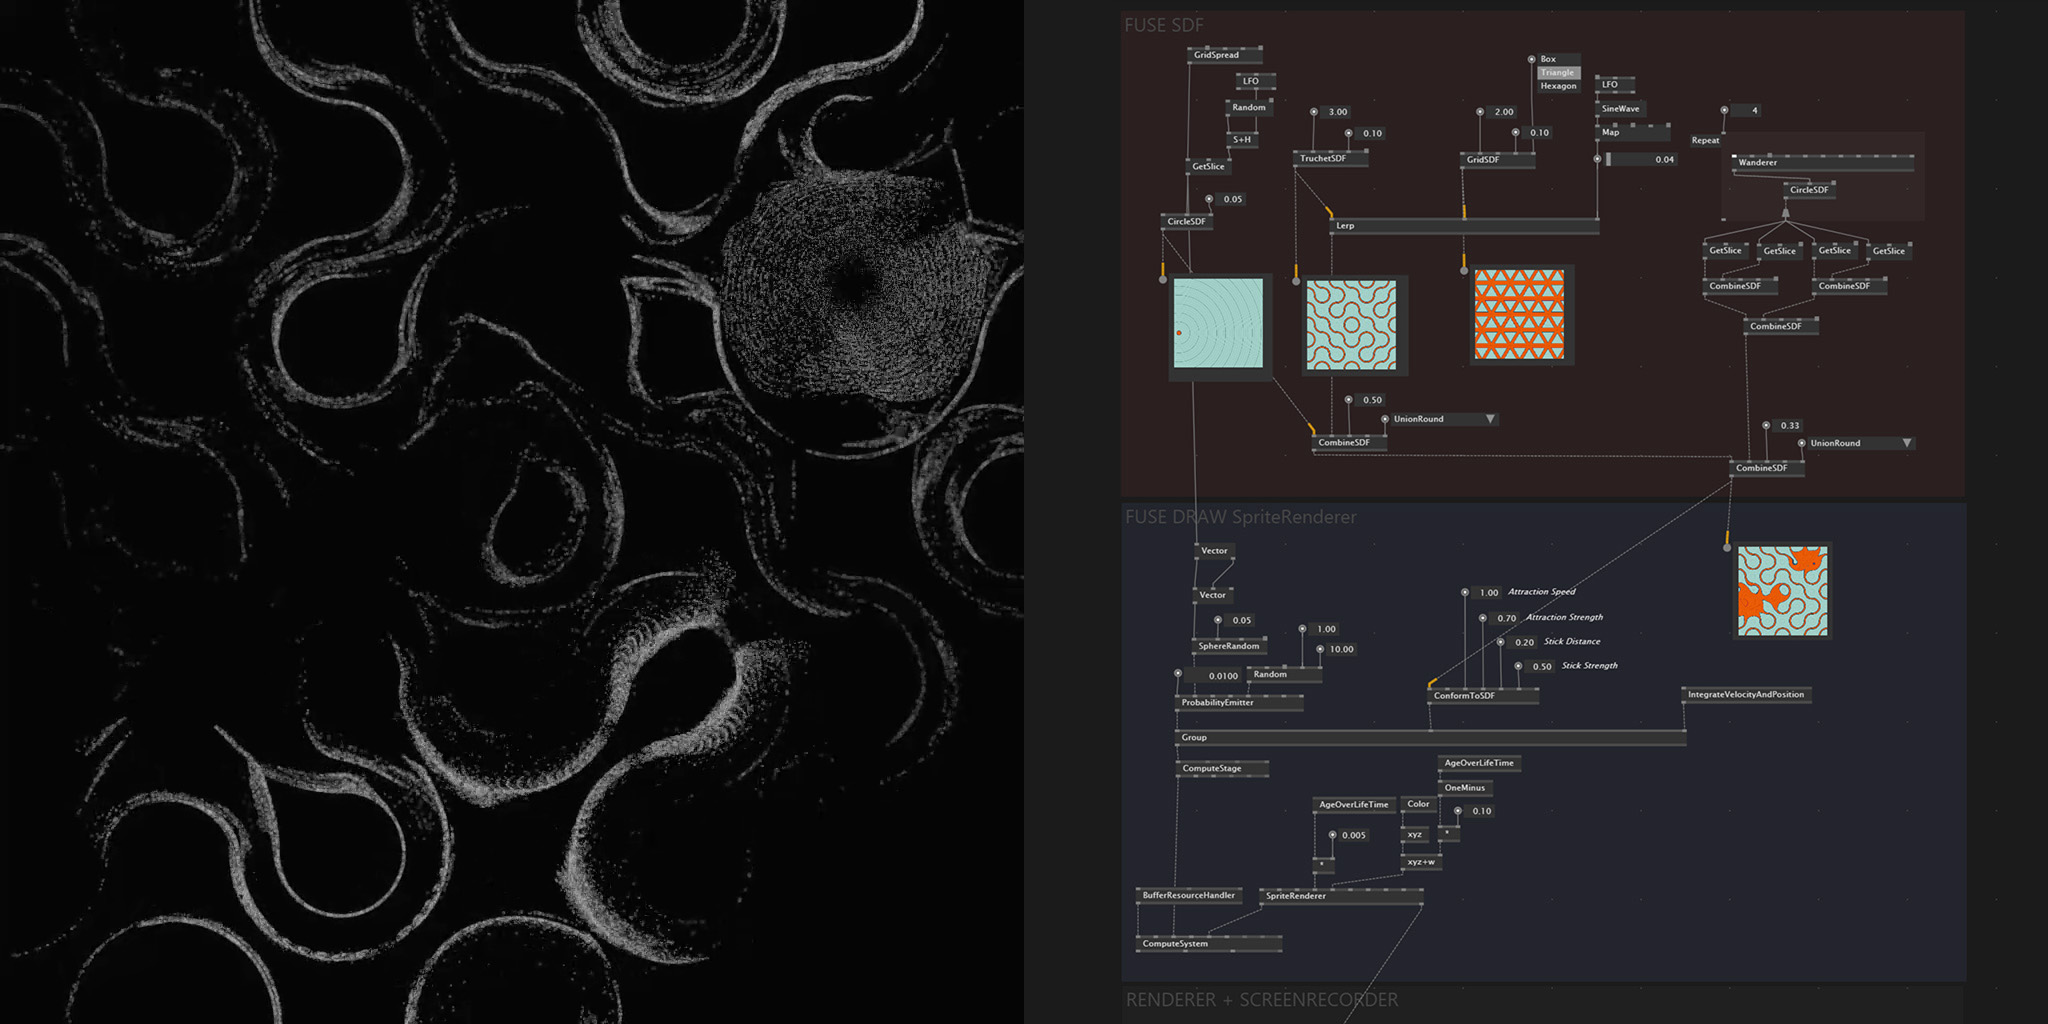 FUSE SDF
GridSpread
LFO
Random
S+H
GetSlice
0.05
CircleSDF
3.00
0.10
TruchetSDF
2.00
0.10
GridSDF
Box
Triangle
Hexagon
LFO
SineWave
Map
0.04
Lerp
4
Repeat
Wanderer
CircleSDF
GetSlice
GetSlice
GetSlice
GetSlice
CombineSDF
CombineSDF
CombineSDF
0.50
UnionRound
CombineSDF
0.33
UnionRound
CombineSDF
FUSE DRAW SpriteRenderer
Vector
Vector
0.05
SphereRandom
1.00
10.00
0.0100
Random
ProbabilityEmitter
1.00 Attraction Speed
0.70 Attraction Strength
0.20 Stick Distance
0.50 Stick Strength
ConformToSDF
IntegrateVelocityAndPosition
Group
ComputeStage
AgeOverLifeTime
OneMinus
AgeOverLifeTime
Color
0.10
0.005
xyz
*
*
xyz+w
BufferResourceHandler
SpriteRenderer
ComputeSystem
RENDERER + SCREENRECORDER